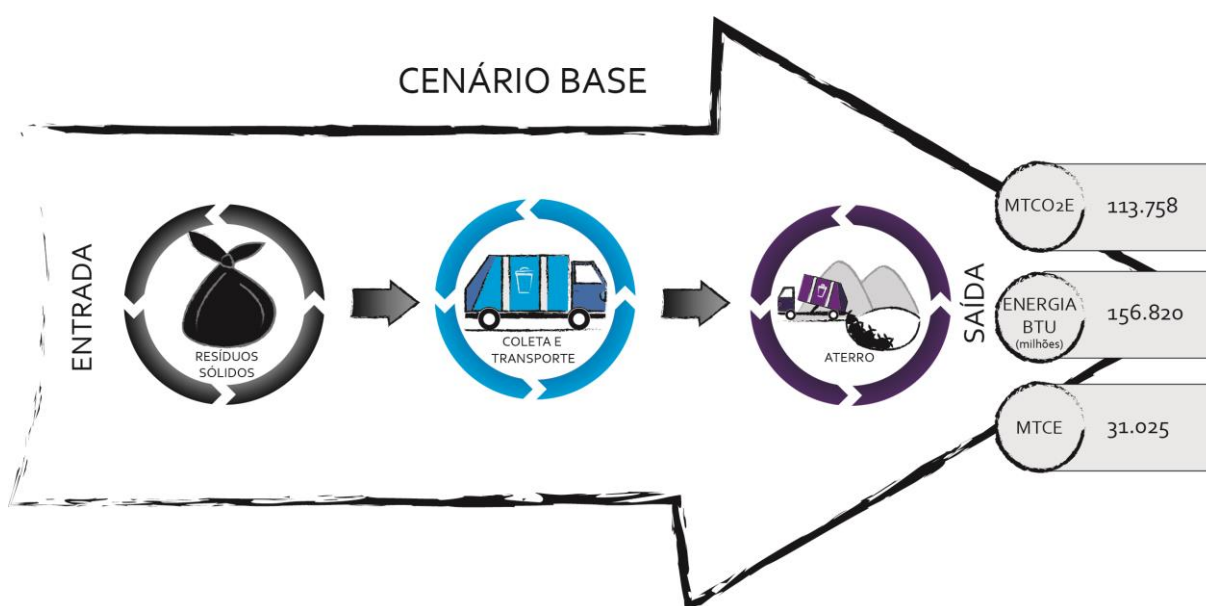 CENÁRIO BASE
ENTRADA
RESÍDUOS
SÓLIDOS
COLETA E
TRANSPORTE
ATERRO
SAÍDA
MTCO2E 113.758
ENERGIA
BTU
(milhões)
156.820
MTCE 31.025